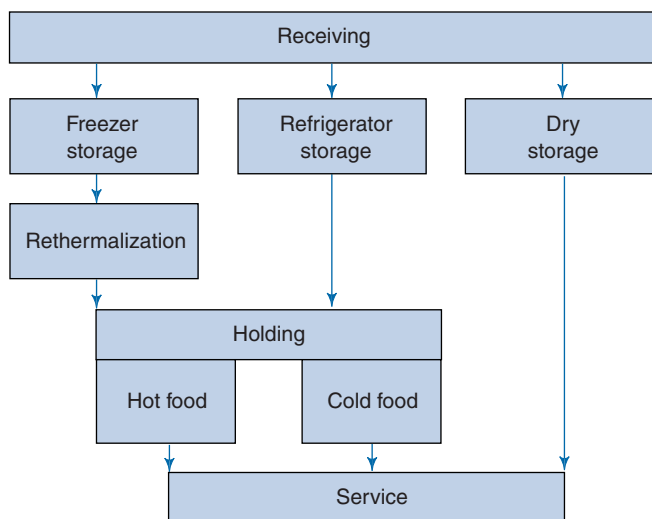 Receiving
Freezer
storage
Refrigerator
storage
Dry
storage
Rethermalization
Holding
Hot food
Cold food
Service